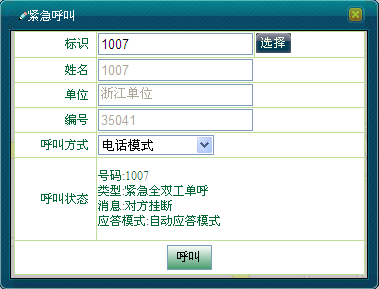 紧急呼叫
标识 1007 选择
姓名 1007
单位 浙江单位
编号 35041
呼叫方式 电话模式
呼叫状态
号码:1007
类型:紧急全双工单呼
消息:对方挂断
应答模式:自动应答模式
呼叫